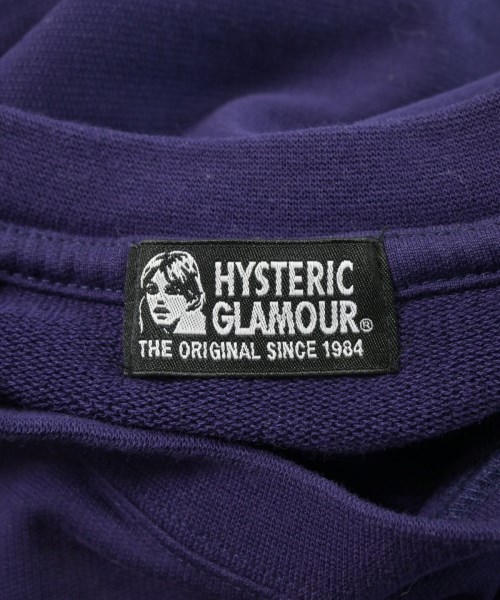 HYSTERIC
GLAMOUR®
THE ORIGINAL SINCE 1984